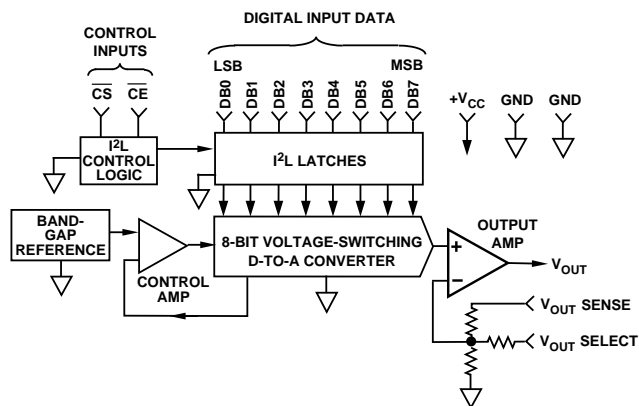 DIGITAL INPUT DATA
CONTROL
INPUTS
LSB
MSB
CS
CE
DB0
DB1
DB2
DB3
DB4
DB5
DB6
DB7
+VCC
GND
GND
I2L
CONTROL
LOGIC
I2L LATCHES
BAND-
GAP
REFERENCE
CONTROL
AMP
8-BIT VOLTAGE-SWITCHING
D-TO-A CONVERTER
OUTPUT
AMP
+
–
VOUT
VOUT SENSE
VOUT SELECT